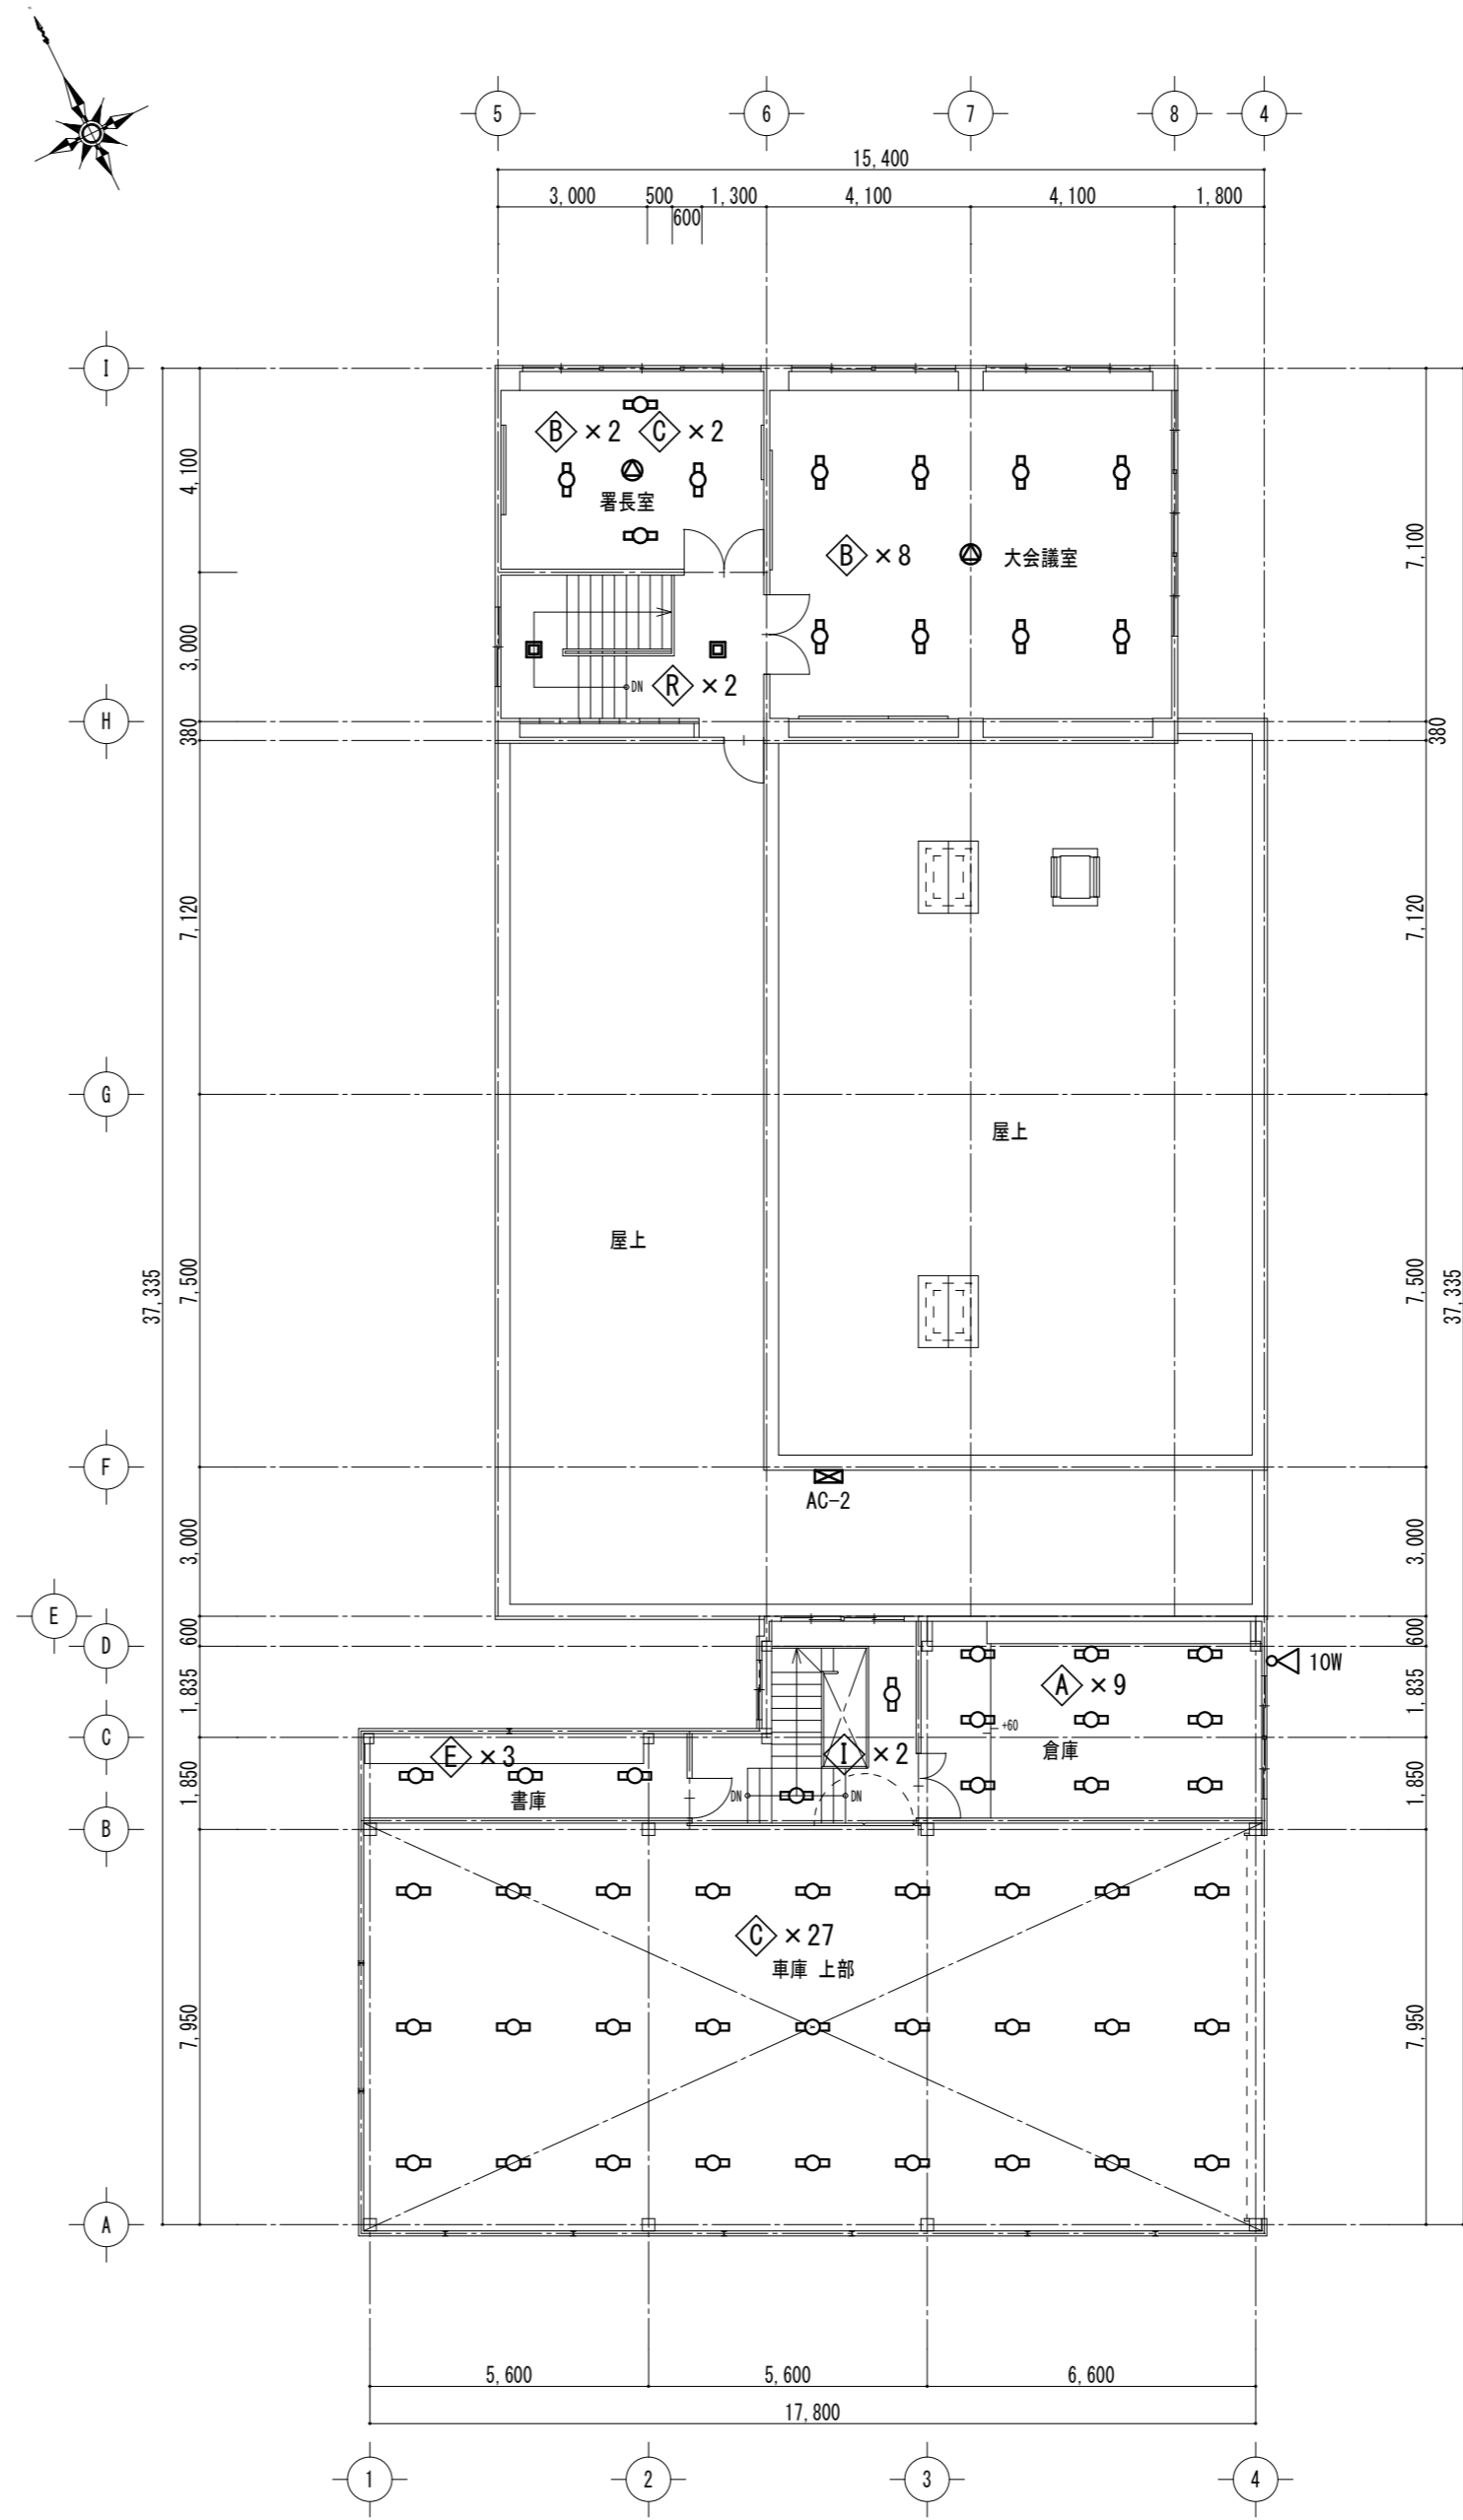 5 6 7 8 4
15,400
3,000 500 1,300 4,100 4,100 1,800
600
I
B ×2 C ×2
署長室
B ×8
大会議室
4,100
7,100
3,000
DN
R ×2
H
380
380
7,120
7,120
G
屋上
屋上
37,335
7,500
7,500
37,335
F
AC-2
3,000
3,000
E
600
600
D
10W
A ×9
1,835
1,835
+60
倉庫
C
E ×3
I ×2
書庫
DN
DN
1,850
1,850
B
C ×27
車庫 上部
7,950
7,950
A
5,600 5,600 6,600
17,800
1 2 3 4